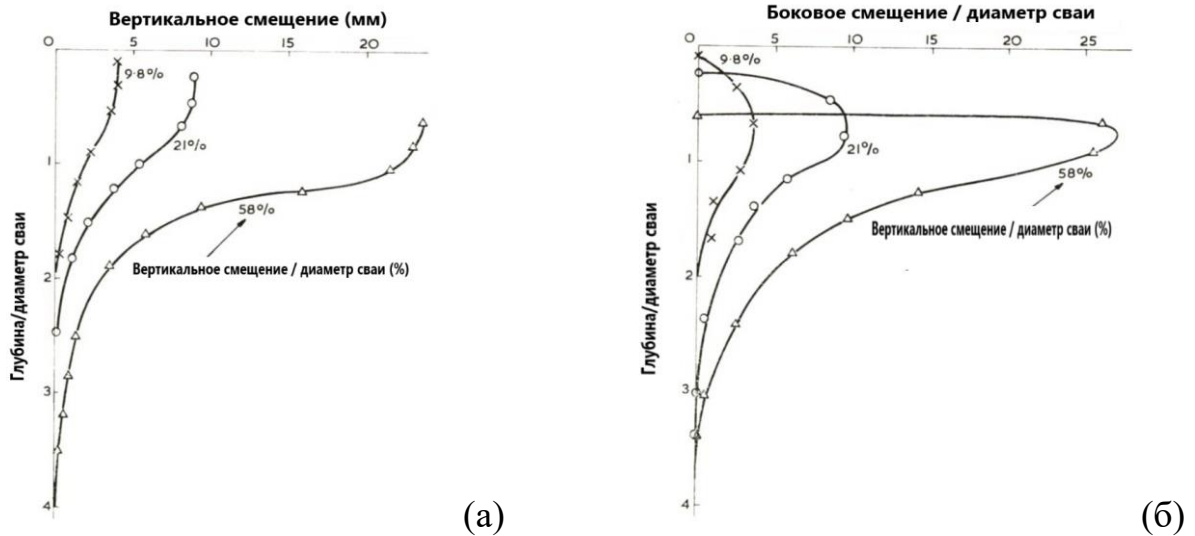 Вертикальное смещение (мм)
0 5 10 15 20
Глубина/диаметр сваи
1
2
3
4
9·8%
21%
58%
Вертикальное смещение / диаметр сваи (%)
(а)
Боковое смещение / диаметр сваи
0 5 10 15 20 25
Глубина/диаметр сваи
1
2
3
4
9·8%
21%
58%
Вертикальное смещение / диаметр сваи (%)
(б)